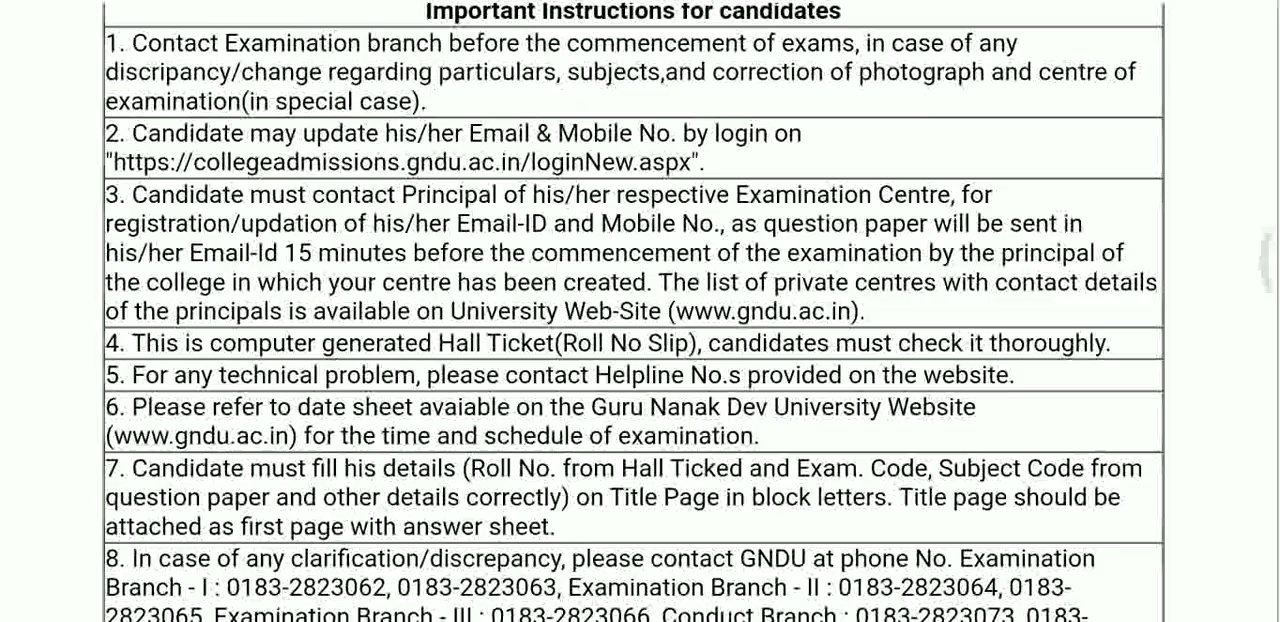 Important Instructions for candidates
1. Contact Examination branch before the commencement of exams, in case of any
discripancy/change regarding particulars, subjects,and correction of photograph and centre of
examination(in special case).
2. Candidate may update his/her Email & Mobile No. by login on
"https://collegeadmissions.gndu.ac.in/loginNew.aspx".
3. Candidate must contact Principal of his/her respective Examination Centre, for
registration/updation of his/her Email-ID and Mobile No., as question paper will be sent in
his/her Email-Id 15 minutes before the commencement of the examination by the principal of
the college in which your centre has been created. The list of private centres with contact details
of the principals is available on University Web-Site (www.gndu.ac.in).
4. This is computer generated Hall Ticket(Roll No Slip), candidates must check it thoroughly.
5. For any technical problem, please contact Helpline No.s provided on the website.
6. Please refer to date sheet avaiable on the Guru Nanak Dev University Website
(www.gndu.ac.in) for the time and schedule of examination.
7. Candidate must fill his details (Roll No. from Hall Ticked and Exam. Code, Subject Code from
question paper and other details correctly) on Title Page in block letters. Title page should be
attached as first page with answer sheet.
8. In case of any clarification/discrepancy, please contact GNDU at phone No. Examination
Branch - I : 0183-2823062, 0183-2823063, Examination Branch - II : 0183-2823064, 0183-
2823065, Examination Branch - III : 0183-2823066, Conduct Branch : 0183-2823073, 0183-